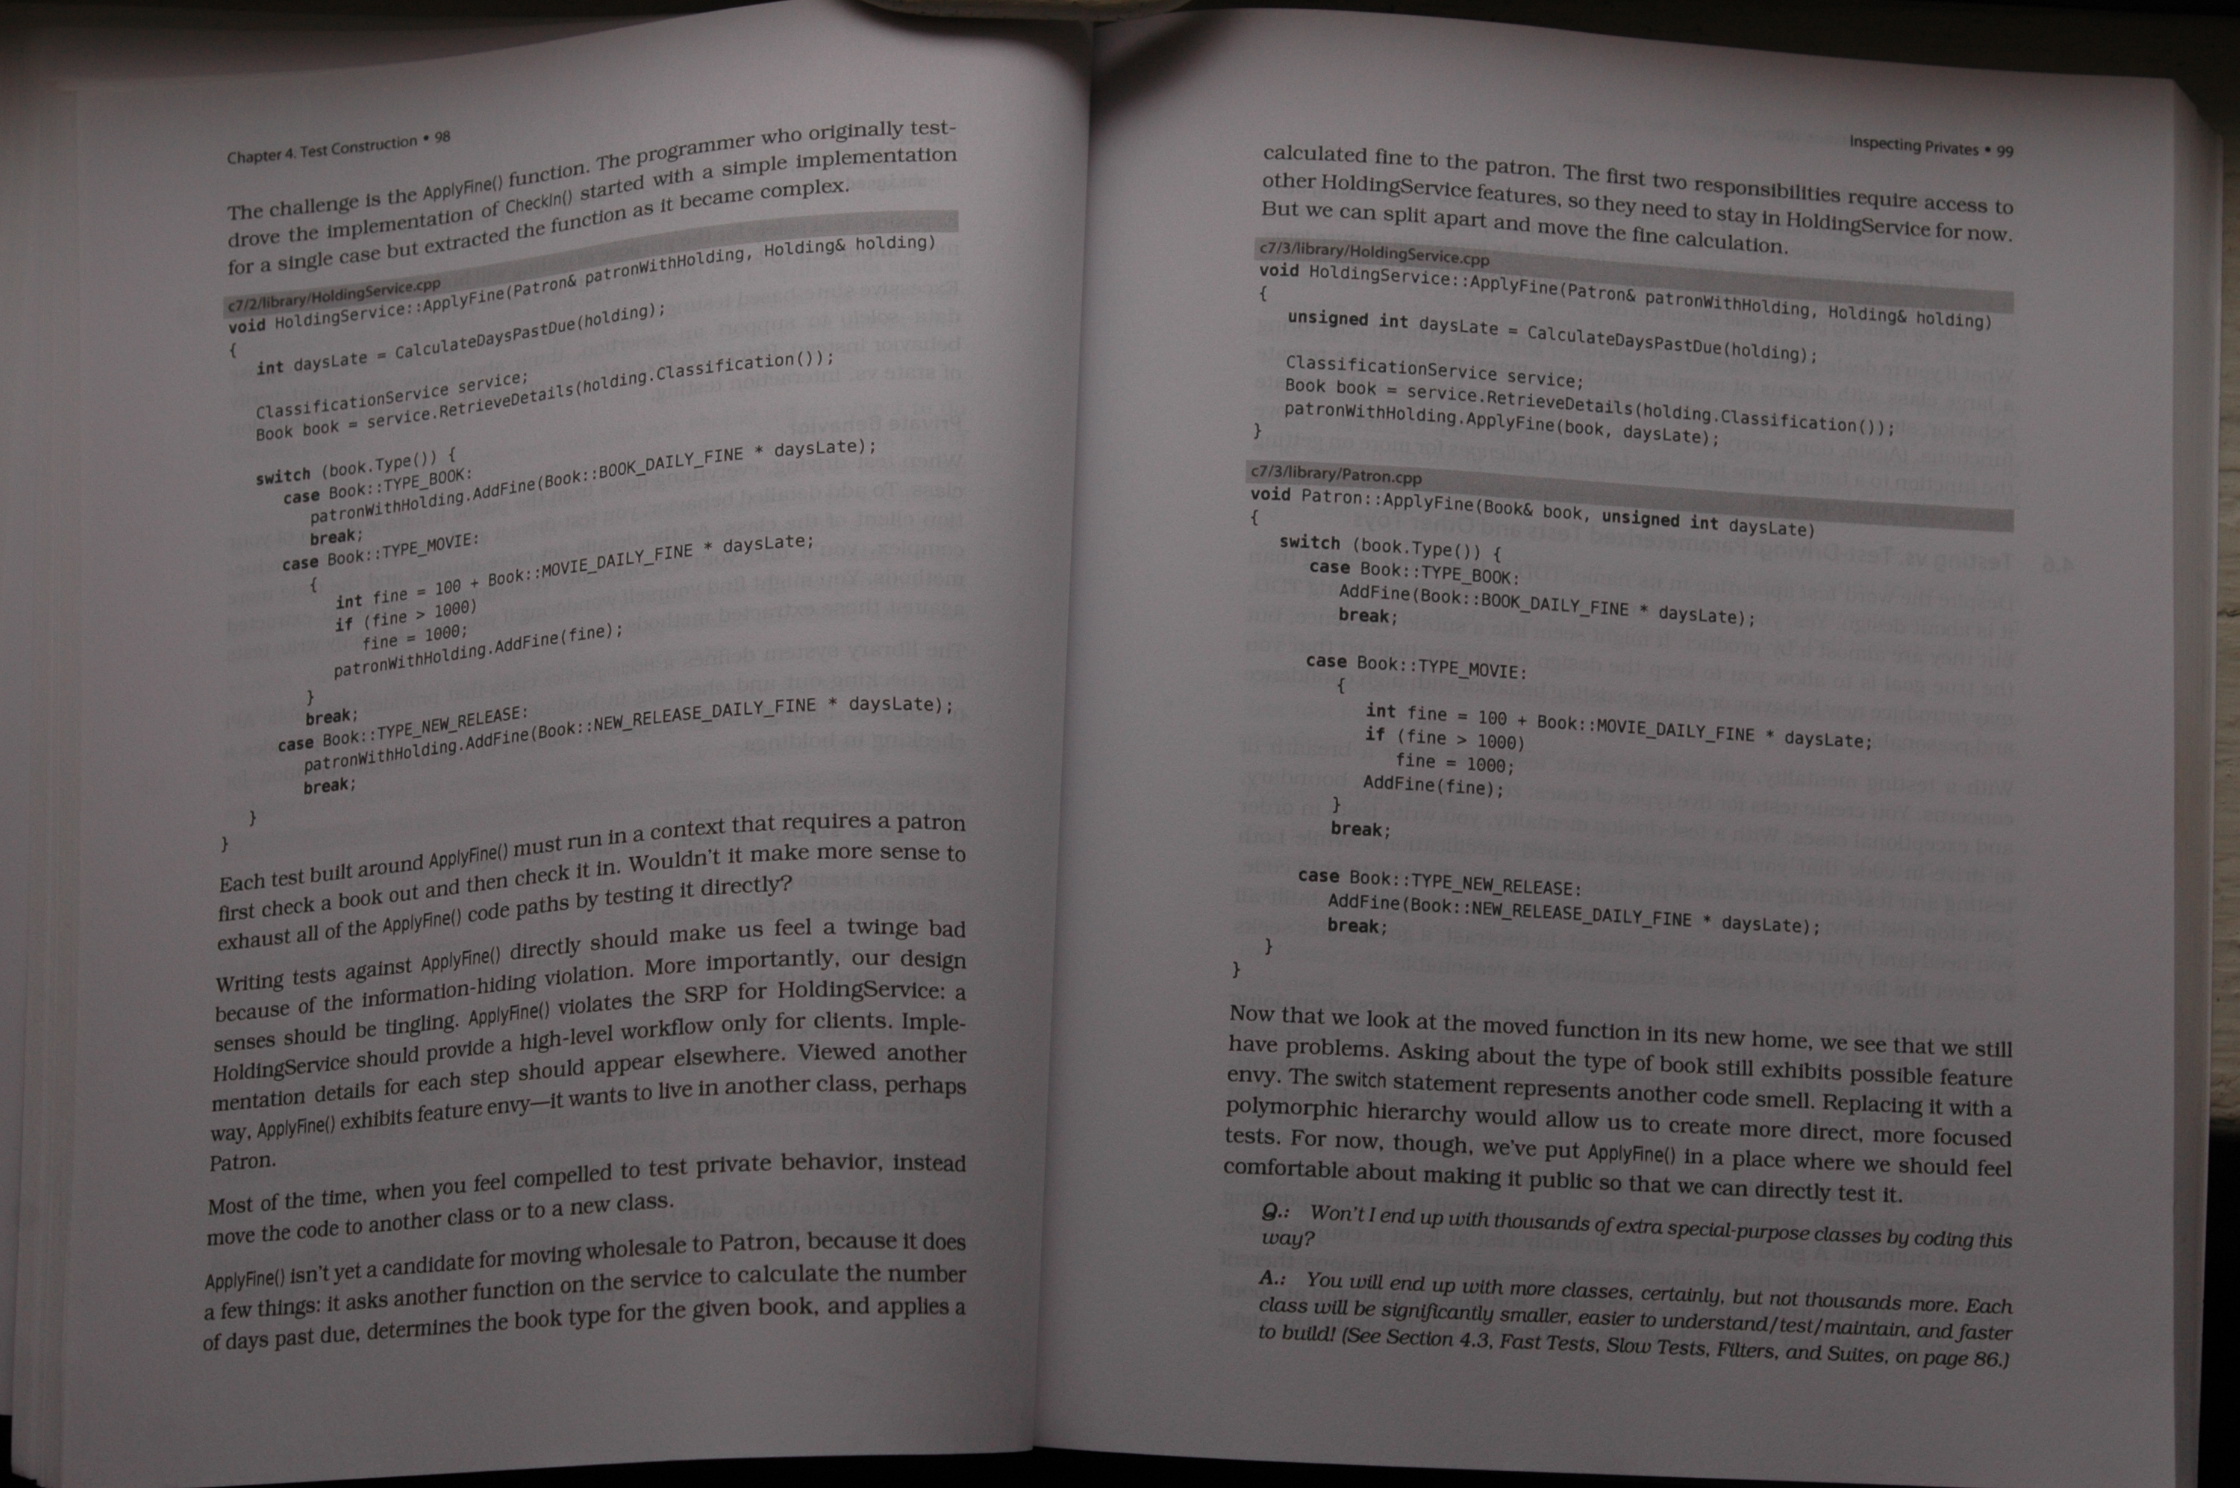 Chapter 4. Test Construction • 98
The challenge is the ApplyFine() function. The programmer who originally test-
drove the implementation of CheckIn() started with a simple implementation
for a single case but extracted the function as it became complex.
c7/2/library/HoldingService.cpp
void HoldingService::ApplyFine(Patron& patronWithHolding, Holding& holding)
{
int daysLate = CalculateDaysPastDue(holding);
ClassificationService service;
Book book = service.RetrieveDetails(holding.Classification());
switch (book.Type()) {
case Book::TYPE_BOOK:
patronWithHolding.AddFine(Book::BOOK_DAILY_FINE * daysLate);
break;
case Book::TYPE_MOVIE:
{
int fine = 100 + Book::MOVIE_DAILY_FINE * daysLate;
if (fine > 1000)
fine = 1000;
patronWithHolding.AddFine(fine);
}
break;
case Book::TYPE_NEW_RELEASE:
patronWithHolding.AddFine(Book::NEW_RELEASE_DAILY_FINE * daysLate);
break;
}
}
Each test built around ApplyFine() must run in a context that requires a patron
first check a book out and then check it in. Wouldn't it make more sense to
exhaust all of the ApplyFine() code paths by testing it directly?
Writing tests against ApplyFine() directly should make us feel a twinge bad
because of the information-hiding violation. More importantly, our design
senses should be tingling. ApplyFine() violates the SRP for HoldingService: a
HoldingService should provide a high-level workflow only for clients. Imple-
mentation details for each step should appear elsewhere. Viewed another
way, ApplyFine() exhibits feature envy—it wants to live in another class, perhaps
Patron.
Most of the time, when you feel compelled to test private behavior, instead
move the code to another class or to a new class.
ApplyFine() isn't yet a candidate for moving wholesale to Patron, because it does
a few things: it asks another function on the service to calculate the number
of days past due, determines the book type for the given book, and applies a
Inspecting Privates • 99
calculated fine to the patron. The first two responsibilities require access to
other HoldingService features, so they need to stay in HoldingService for now.
But we can split apart and move the fine calculation.
c7/3/library/HoldingService.cpp
void HoldingService::ApplyFine(Patron& patronWithHolding, Holding& holding)
{
unsigned int daysLate = CalculateDaysPastDue(holding);
ClassificationService service;
Book book = service.RetrieveDetails(holding.Classification());
patronWithHolding.ApplyFine(book, daysLate);
}
c7/3/library/Patron.cpp
void Patron::ApplyFine(Book& book, unsigned int daysLate)
{
switch (book.Type()) {
case Book::TYPE_BOOK:
AddFine(Book::BOOK_DAILY_FINE * daysLate);
break;
case Book::TYPE_MOVIE:
{
int fine = 100 + Book::MOVIE_DAILY_FINE * daysLate;
if (fine > 1000)
fine = 1000;
AddFine(fine);
}
break;
case Book::TYPE_NEW_RELEASE:
AddFine(Book::NEW_RELEASE_DAILY_FINE * daysLate);
break;
}
}
Now that we look at the moved function in its new home, we see that we still
have problems. Asking about the type of book still exhibits possible feature
envy. The switch statement represents another code smell. Replacing it with a
polymorphic hierarchy would allow us to create more direct, more focused
tests. For now, though, we've put ApplyFine() in a place where we should feel
comfortable about making it public so that we can directly test it.
Q.: Won't I end up with thousands of extra special-purpose classes by coding this
way?
A.: You will end up with more classes, certainly, but not thousands more. Each
class will be significantly smaller, easier to understand/test/maintain, and faster
to build! (See Section 4.3, Fast Tests, Slow Tests, Filters, and Suites, on page 86.)